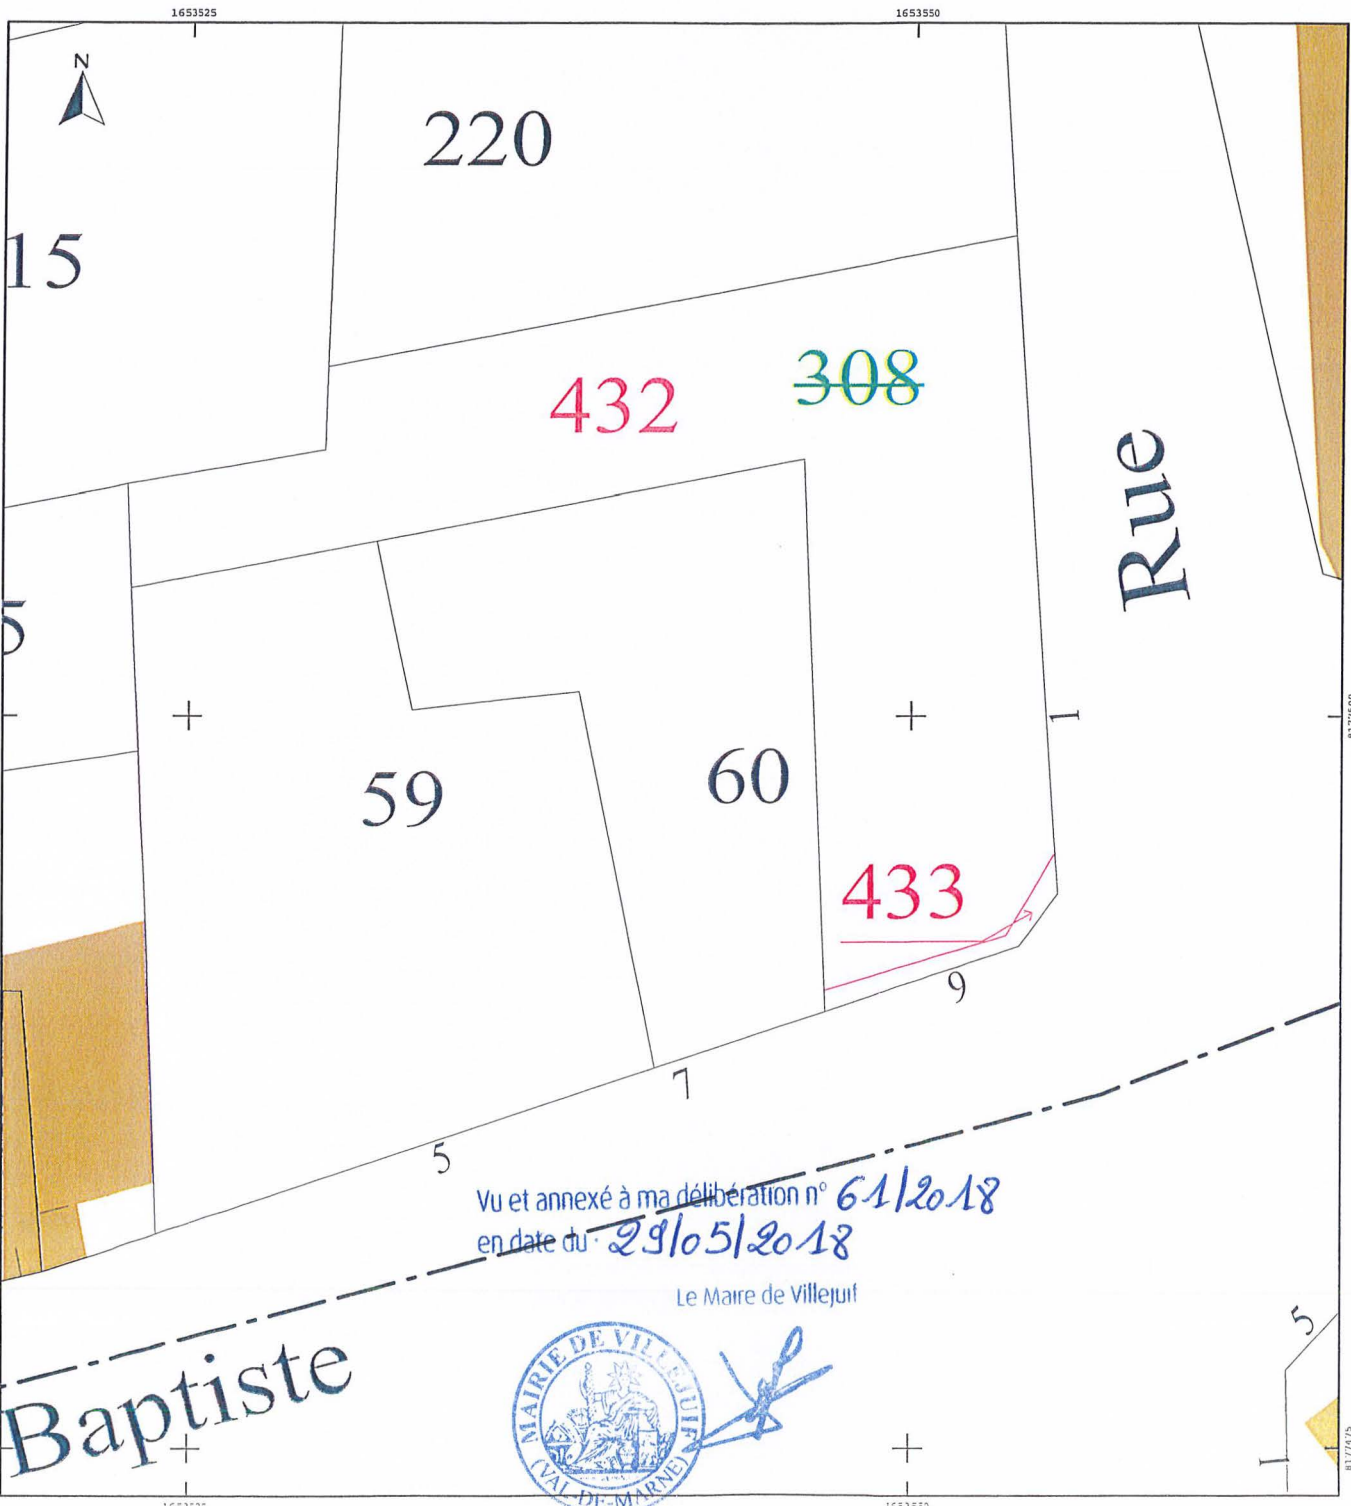 1653525 1653550
N
220
15
432 308
Rue
5
1
59 60
433
9
7
5
Vu et annexé à ma délibération n° 61/2018
en date du 29/05/2018
Le Maire de Villejuif
5
MAIRIE DE VILLEJUIF
(VAL-DE-MARNE)
Baptiste
1
8177475